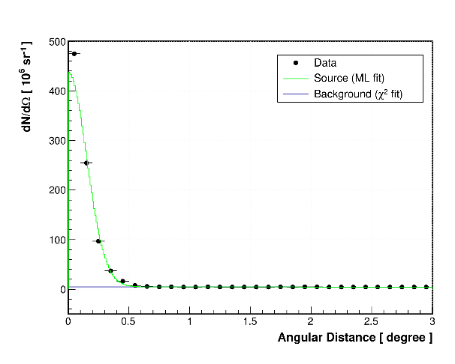 dN/dΩ [ 10⁶ sr⁻¹ ]
500
400
300
200
100
0
Data
Source (ML fit)
Background (χ² fit)
0 0.5 1 1.5 2 2.5 3
Angular Distance [ degree ]